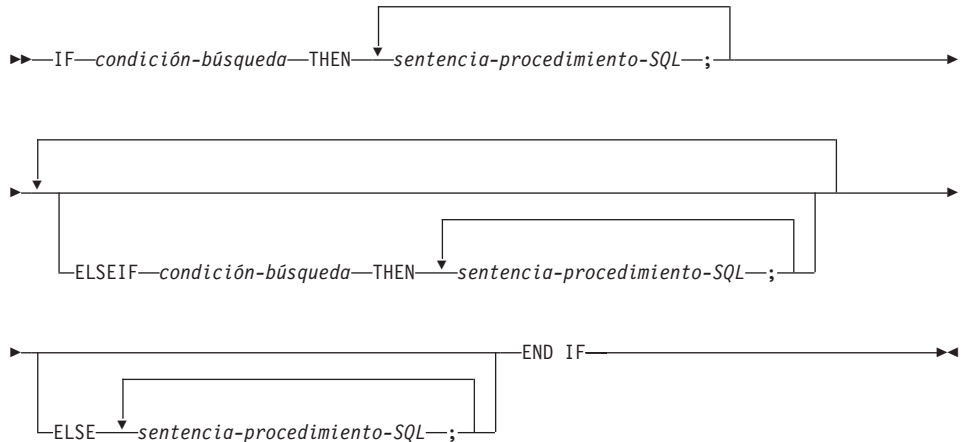 IF condición-búsqueda THEN sentencia-procedimiento-SQL ;
ELSEIF condición-búsqueda THEN sentencia-procedimiento-SQL ;
END IF
ELSE sentencia-procedimiento-SQL ;